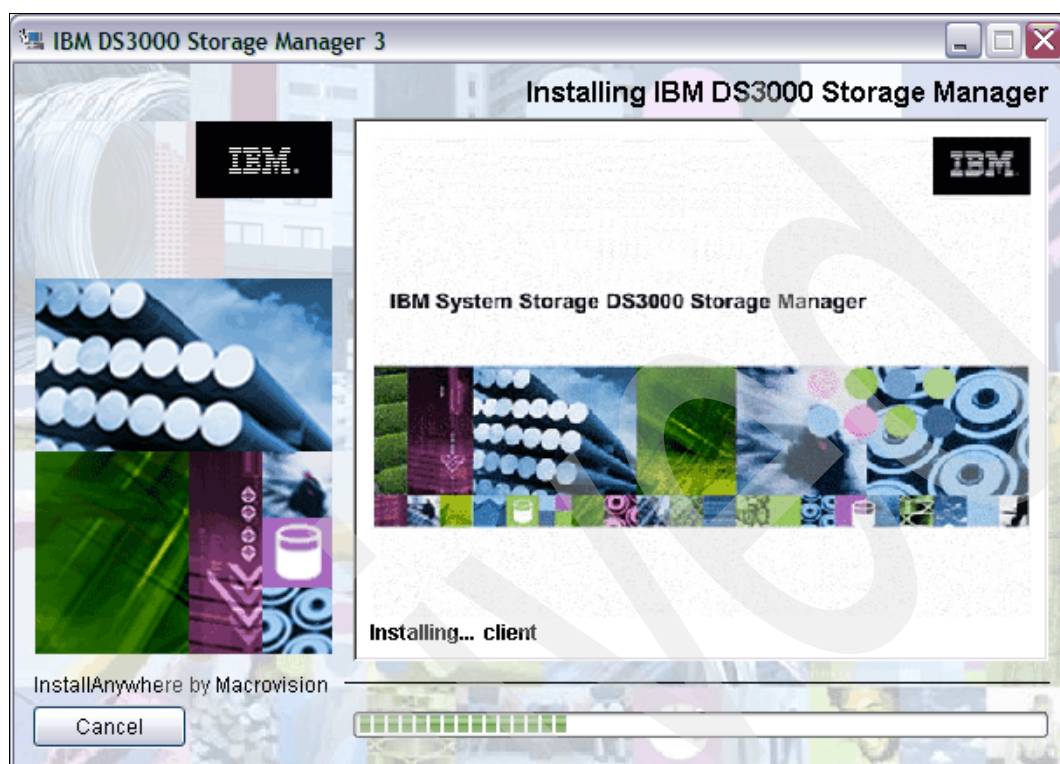 IBM DS3000 Storage Manager 3
Installing IBM DS3000 Storage Manager
IBM.
IBM
IBM System Storage DS3000 Storage Manager
Installing... client
InstallAnywhere by Macrovision
Cancel